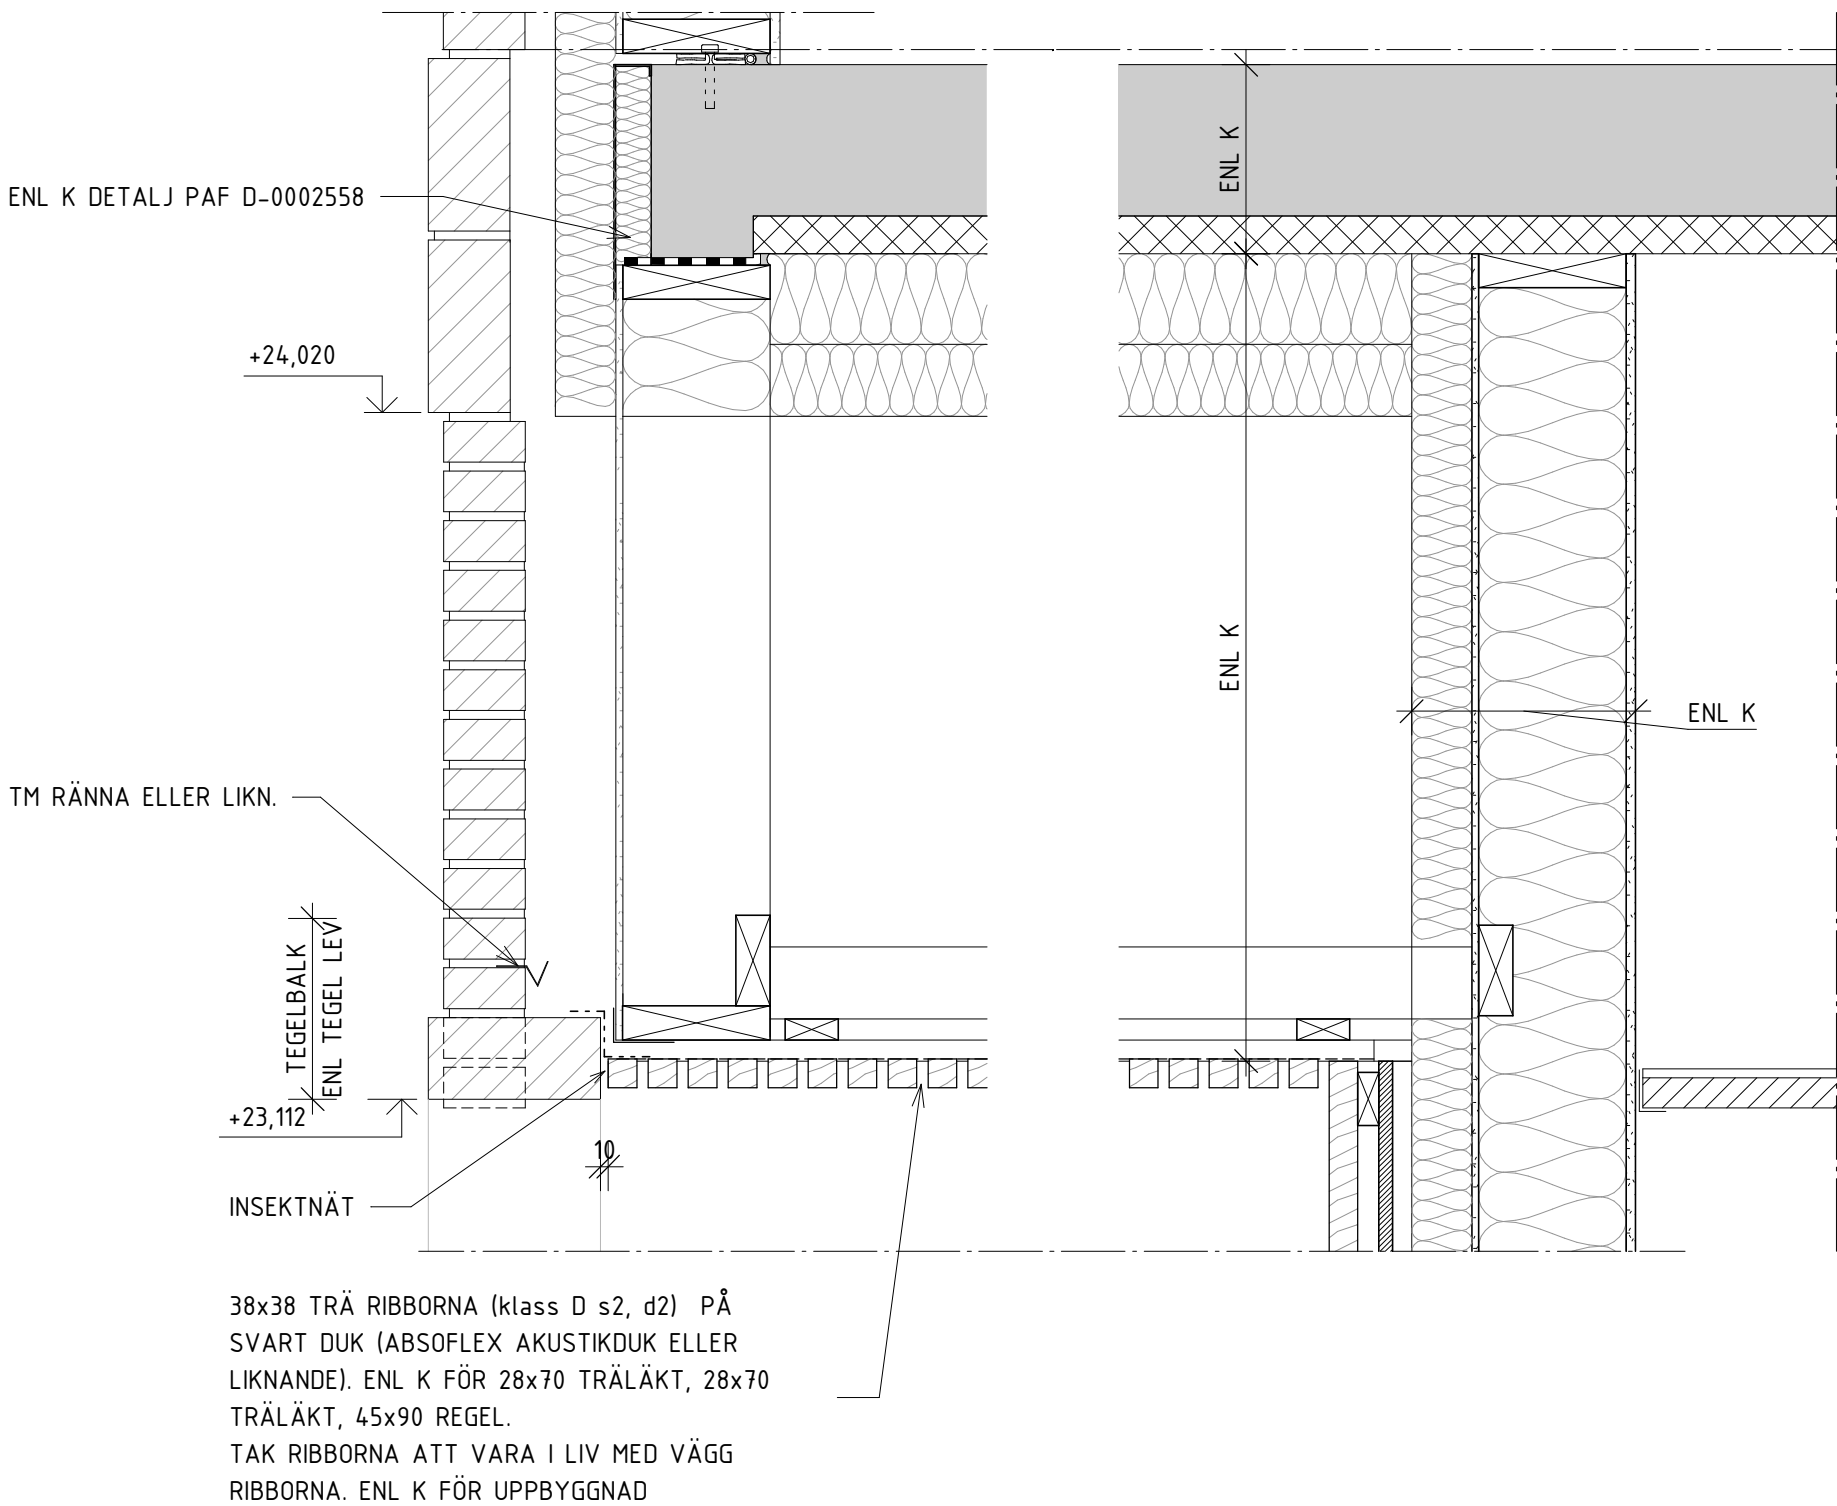 ENL K
ENL K DETALJ PAF D-0002558
+24,020
ENL K
ENL K
TM RÄNNA ELLER LIKN.
TEGELBALK
ENL TEGEL LEV
+23,112
10
INSEKTNÄT
38x38 TRÄ RIBBORNA (klass D s2, d2) PÅ
SVART DUK (ABSOFLEX AKUSTIKDUK ELLER
LIKNANDE). ENL K FÖR 28x70 TRÄLÄKT, 28x70
TRÄLÄKT, 45x90 REGEL.
TAK RIBBORNA ATT VARA I LIV MED VÄGG
RIBBORNA. ENL K FÖR UPPBYGGNAD